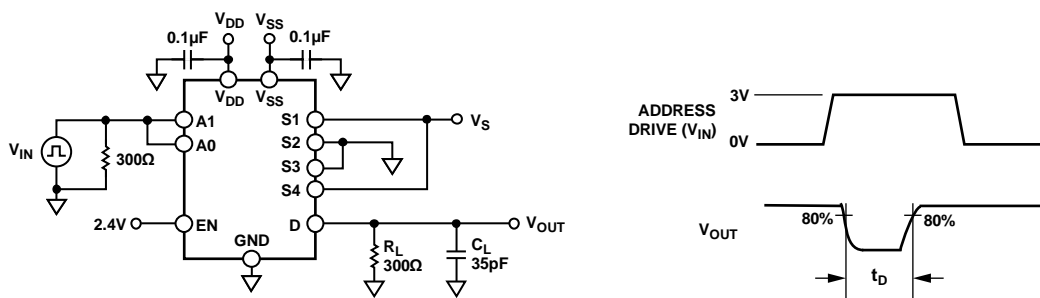 VDD VSS
0.1µF 0.1µF
VDD VSS
A1 S1 VS
A0 S2
VIN 300Ω S3
S4
2.4V EN D VOUT
GND RL
300Ω
CL
35pF
3V
ADDRESS
DRIVE (VIN)
0V
80% 80%
VOUT
tD